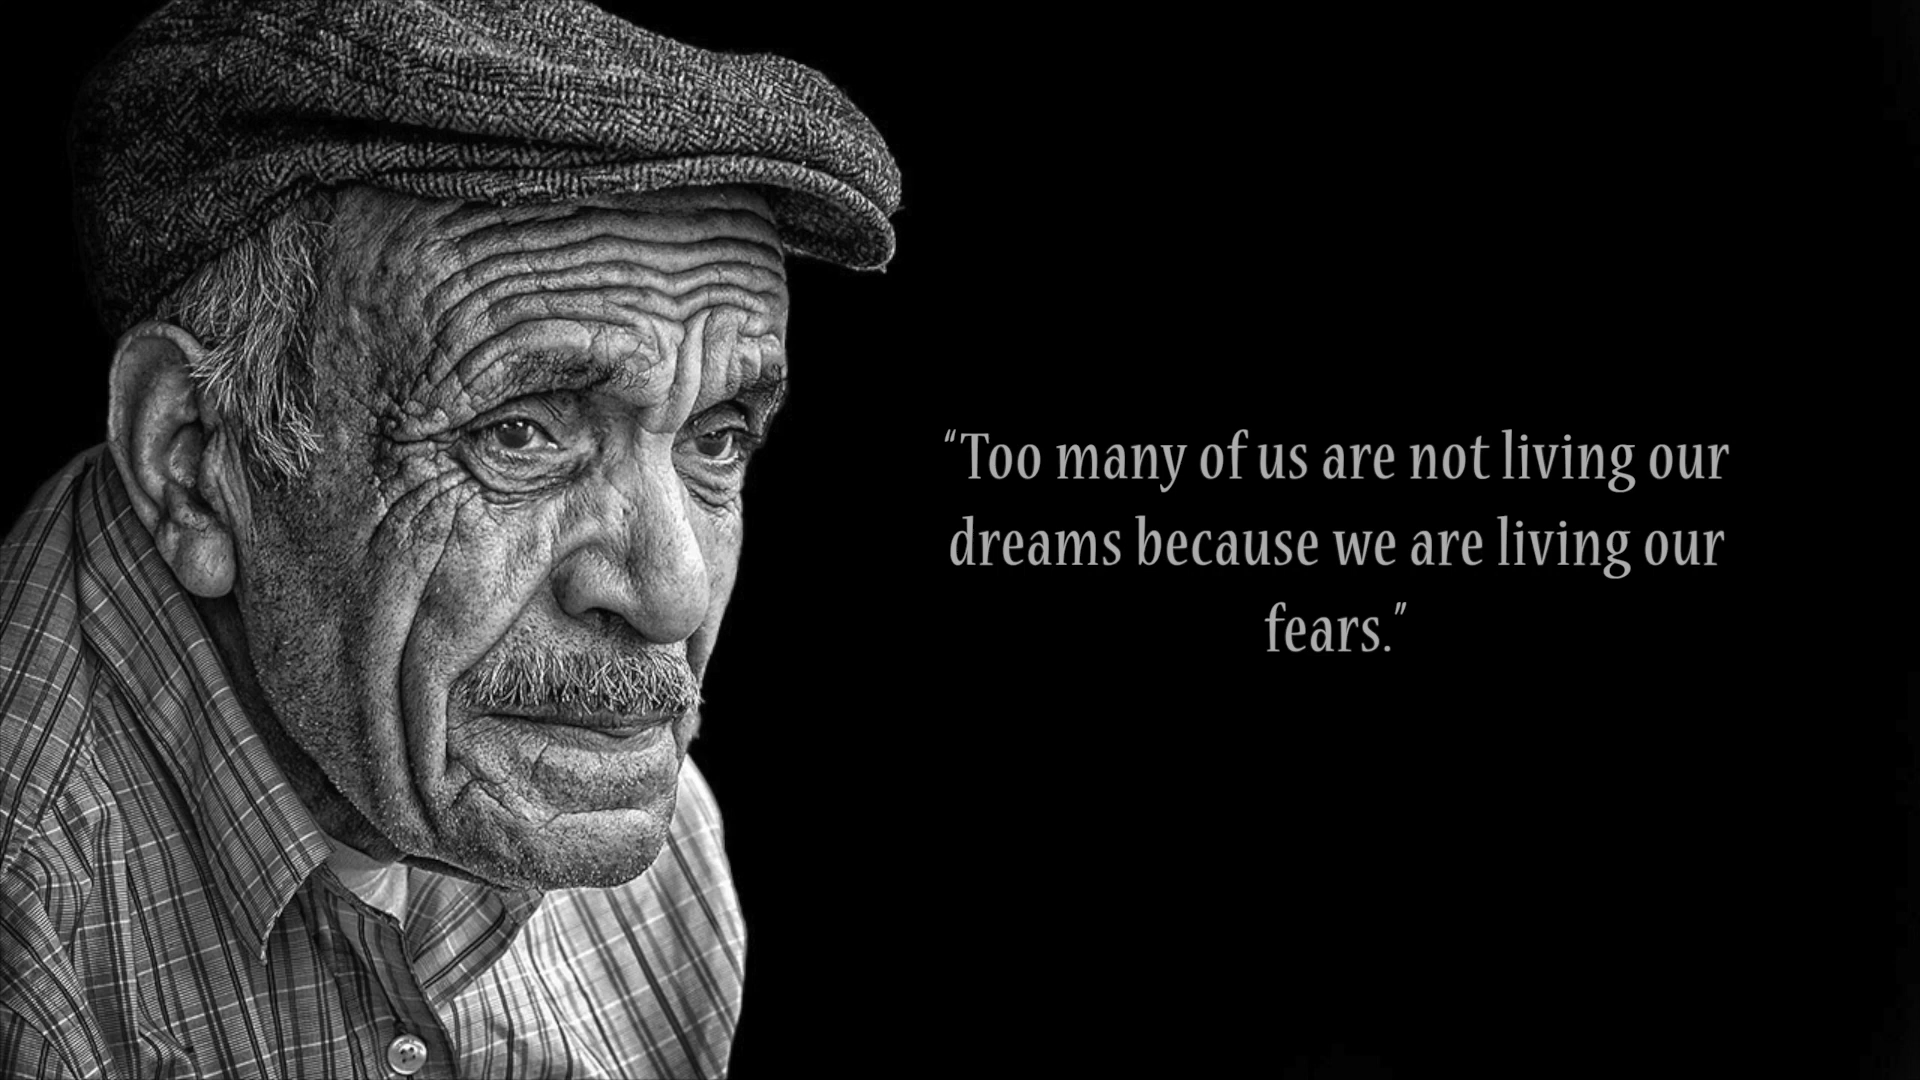 “Too many of us are not living our
dreams because we are living our
fears.”